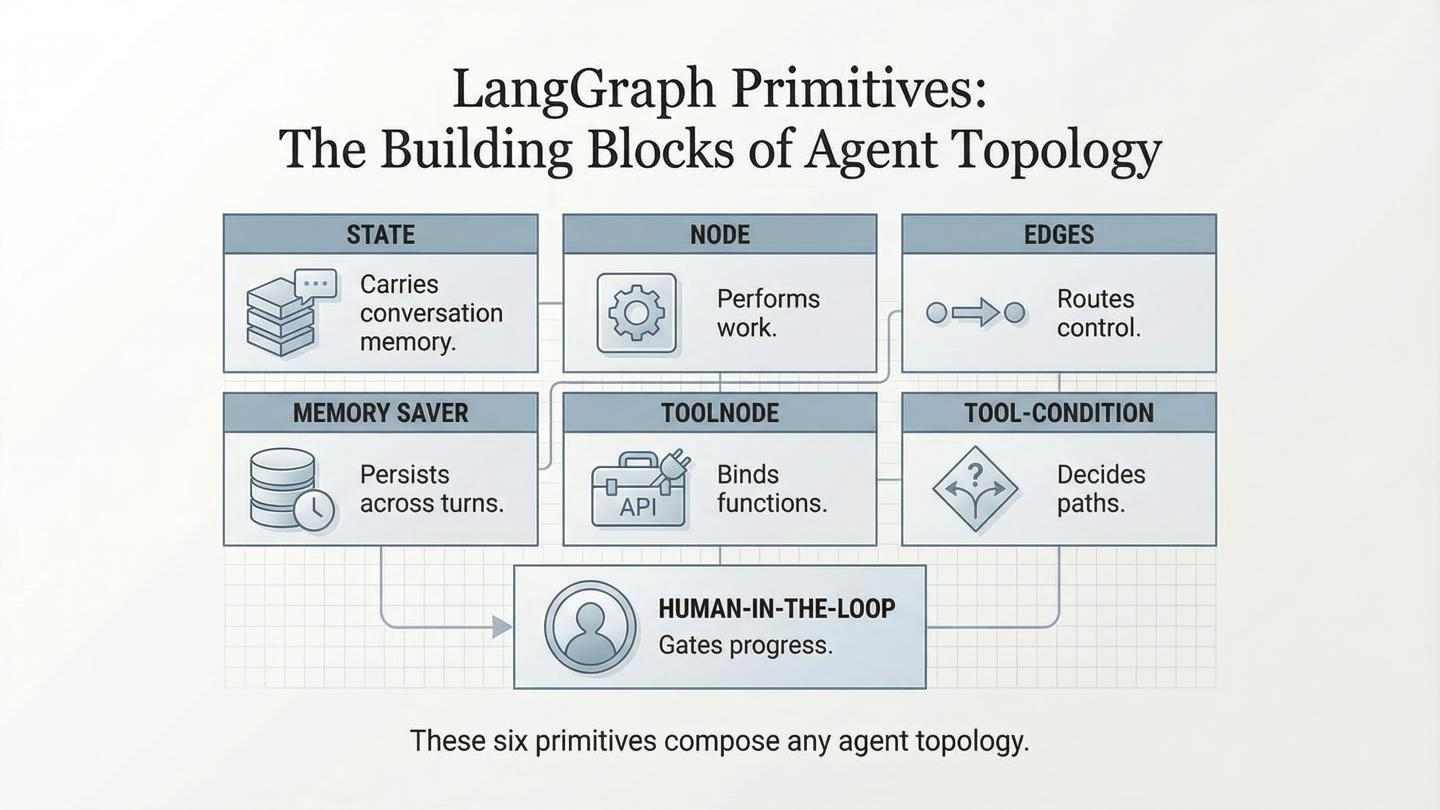 LangGraph Primitives:
The Building Blocks of Agent Topology
STATE
Carries
conversation
memory.
NODE
Performs
work.
EDGES
Routes
control.
MEMORY SAVER
Persists
across turns.
TOOLNODE
API
Binds
functions.
TOOL-CONDITION
?
Decides
paths.
HUMAN-IN-THE-LOOP
Gates progress.
These six primitives compose any agent topology.